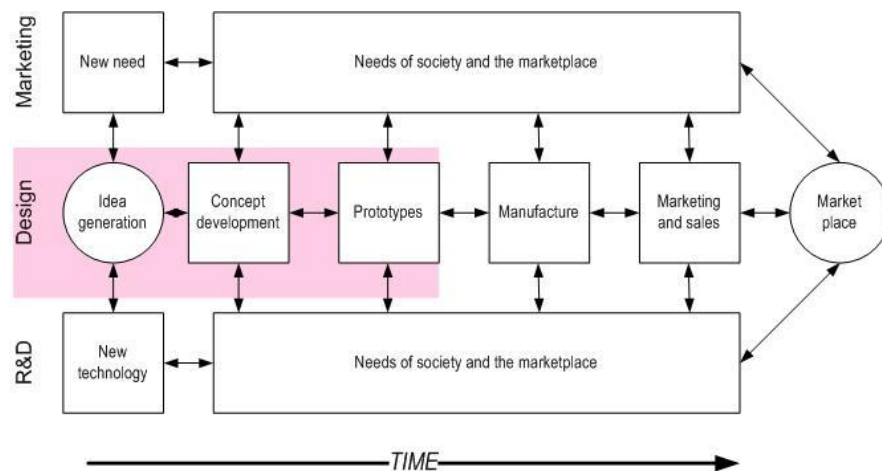 Marketing
New need
Needs of society and the marketplace
Design
Idea
generation
Concept
development
Prototypes
Manufacture
Marketing
and sales
Market
place
R&D
New
technology
Needs of society and the marketplace
TIME